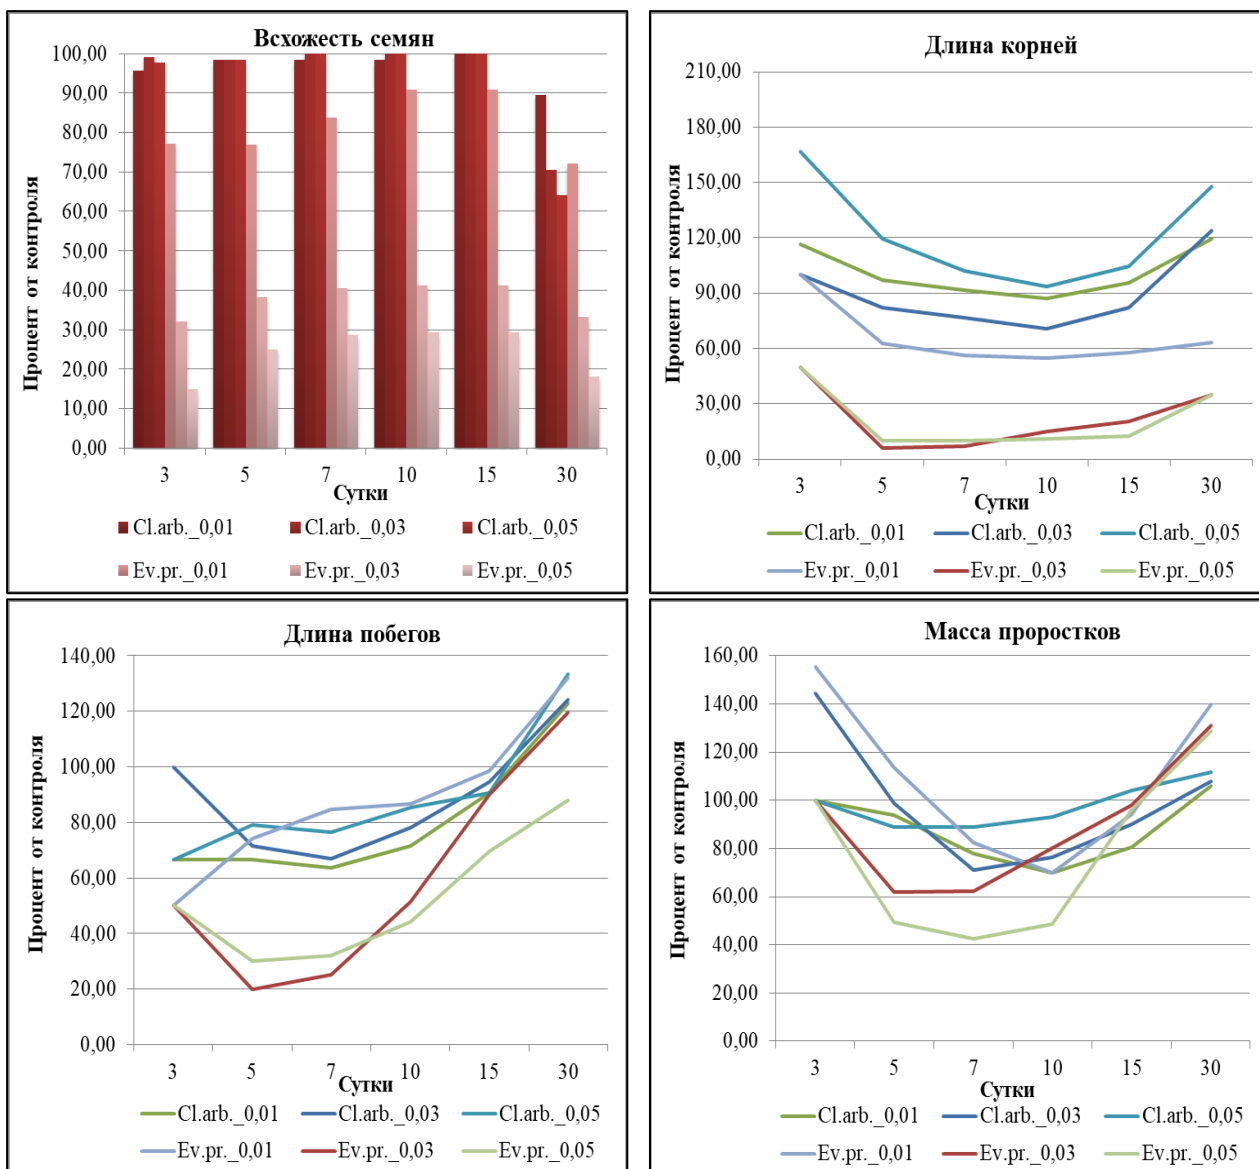 Всхожесть семян
Процент от контроля
100,00
90,00
80,00
70,00
60,00
50,00
40,00
30,00
20,00
10,00
0,00
3 5 7 10 15 30
Сутки
Cl.arb._0,01 Cl.arb._0,03 Cl.arb._0,05
Ev.pr._0,01 Ev.pr._0,03 Ev.pr._0,05
Длина корней
Процент от контроля
210,00
180,00
150,00
120,00
90,00
60,00
30,00
0,00
3 5 7 10 15 30
Сутки
Cl.arb._0,01 Cl.arb._0,03 Cl.arb._0,05
Ev.pr._0,01 Ev.pr._0,03 Ev.pr._0,05
Длина побегов
Процент от контроля
140,00
120,00
100,00
80,00
60,00
40,00
20,00
0,00
3 5 7 10 15 30
Сутки
Cl.arb._0,01 Cl.arb._0,03 Cl.arb._0,05
Ev.pr._0,01 Ev.pr._0,03 Ev.pr._0,05
Масса проростков
Процент от контроля
160,00
140,00
120,00
100,00
80,00
60,00
40,00
20,00
0,00
3 5 7 10 15 30
Сутки
Cl.arb._0,01 Cl.arb._0,03 Cl.arb._0,05
Ev.pr._0,01 Ev.pr._0,03 Ev.pr._0,05